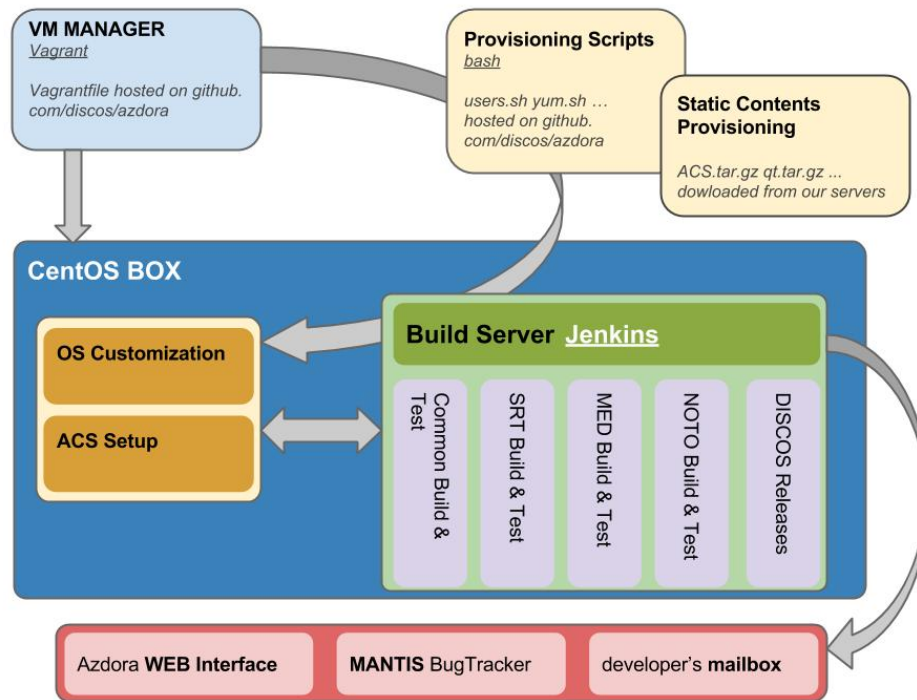 VM MANAGER
Vagrant
Vagrantfile hosted on github.
com/discos/azdora
Provisioning Scripts
bash
users.sh yum.sh …
hosted on github.
com/discos/azdora
Static Contents
Provisioning
ACS.tar.gz qt.tar.gz ...
dowloaded from our servers
CentOS BOX
OS Customization
ACS Setup
Build Server Jenkins
Common Build &
Test
SRT Build & Test
MED Build & Test
NOTO Build & Test
DISCOS Releases
Azdora WEB Interface
MANTIS BugTracker
developer's mailbox